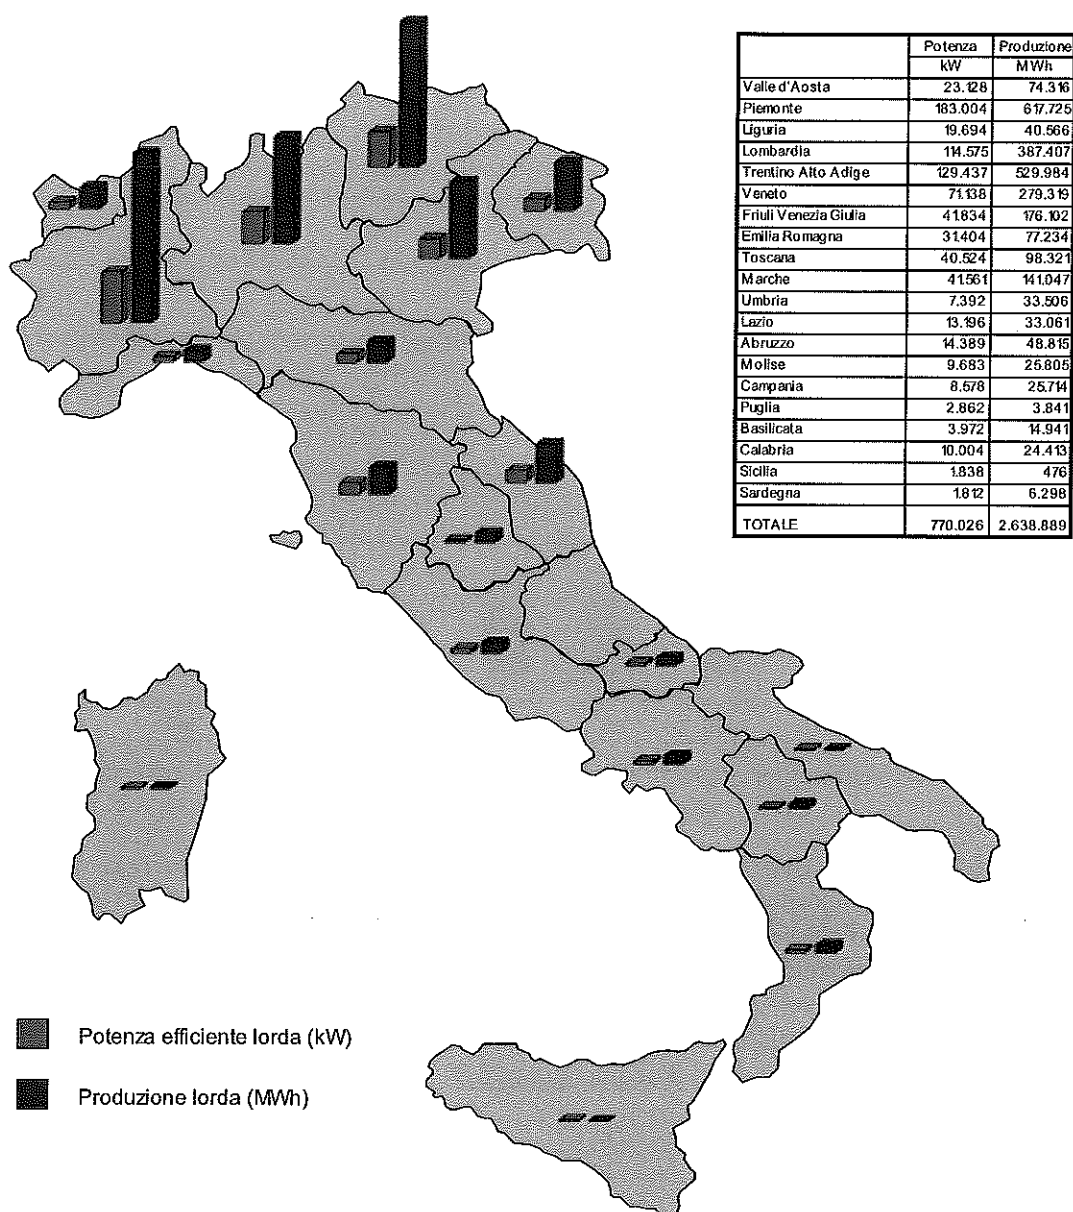 Potenza Produzione
kW MWh
Valle d'Aosta 23.128 74.316
Piemonte 183.004 617.725
Liguria 19.694 40.566
Lombardia 114.575 387.407
Trentino Alto Adige 129.437 529.984
Veneto 71.138 279.319
Friuli Venezia Giulia 41.834 176.102
Emilia Romagna 31.404 77.234
Toscana 40.524 98.321
Marche 41.561 141.047
Umbria 7.392 33.506
Lazio 13.196 33.061
Abruzzo 14.389 48.815
Molise 9.683 25.805
Campania 8.578 25.714
Puglia 2.862 3.841
Basilicata 3.972 14.941
Calabria 10.004 24.413
Sicilia 1.838 476
Sardegna 1.812 6.298
TOTALE 770.026 2.638.889
Potenza efficiente lorda (kW)
Produzione lorda (MWh)